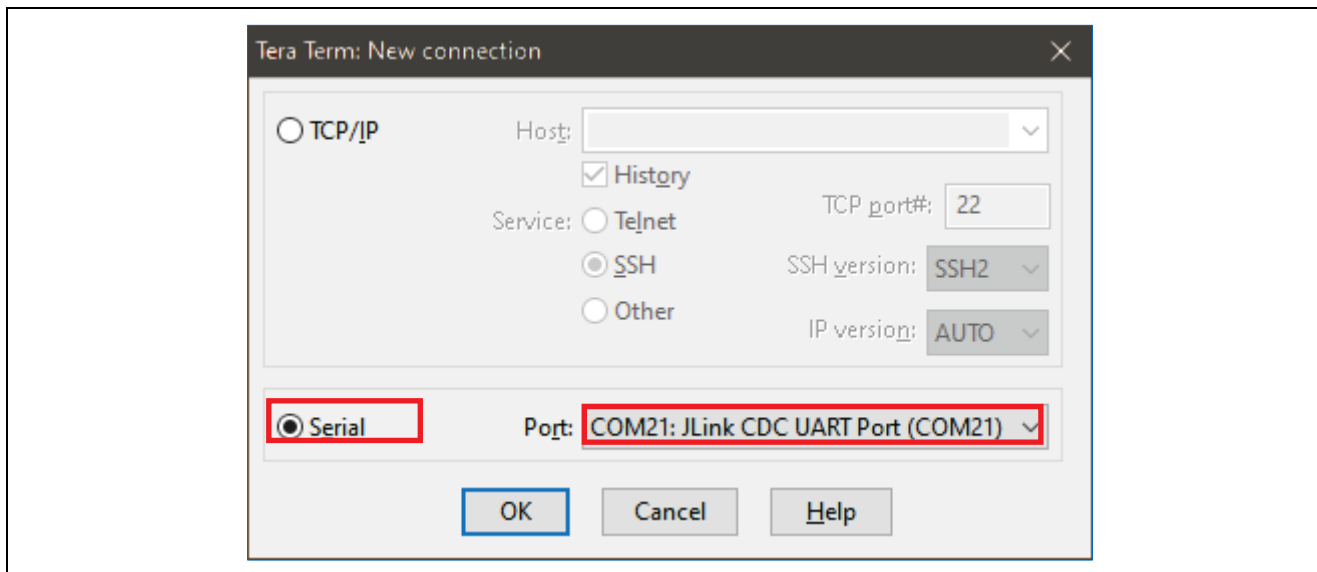 Tera Term: New connection
TCP/IP
Host:
History
Service:
Telnet
TCP port#:
22
SSH
SSH version:
SSH2
Other
IP version:
AUTO
Serial
Port:
COM21: JLink CDC UART Port (COM21)
OK
Cancel
Help